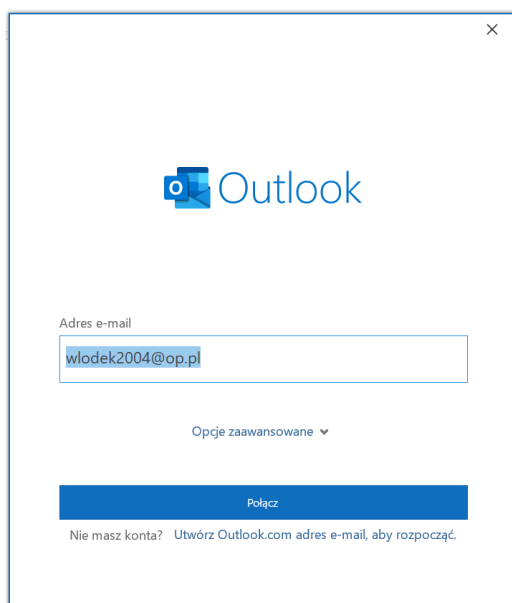 Outlook
Adres e-mail
wlodek2004@op.pl
Opcje zaawansowane
Połącz
Nie masz konta? Utwórz Outlook.com adres e-mail, aby rozpocząć.